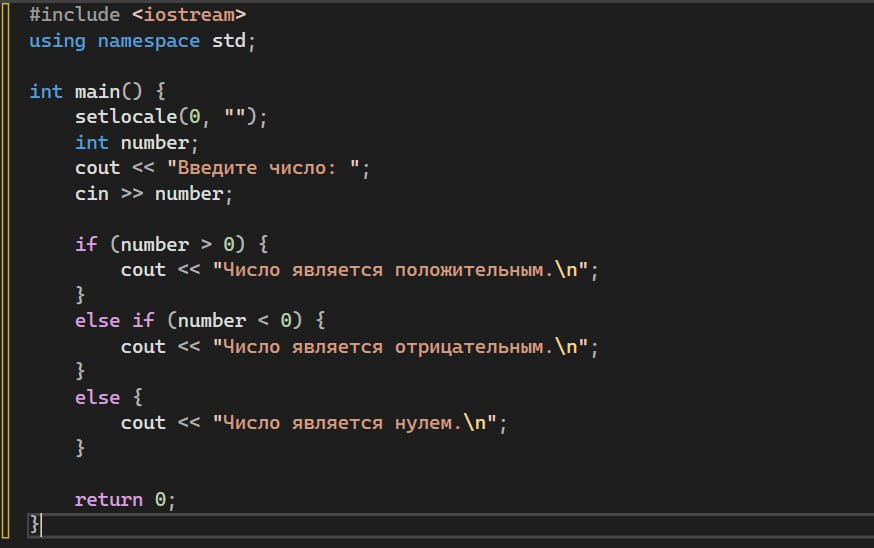 #include <iostream>
using namespace std;
int main() {
setlocale(0, "");
int number;
cout << "Введите число: ";
cin >> number;
if (number > 0) {
cout << "Число является положительным.\n";
}
else if (number < 0) {
cout << "Число является отрицательным.\n";
}
else {
cout << "Число является нулем.\n";
}
return 0;
}